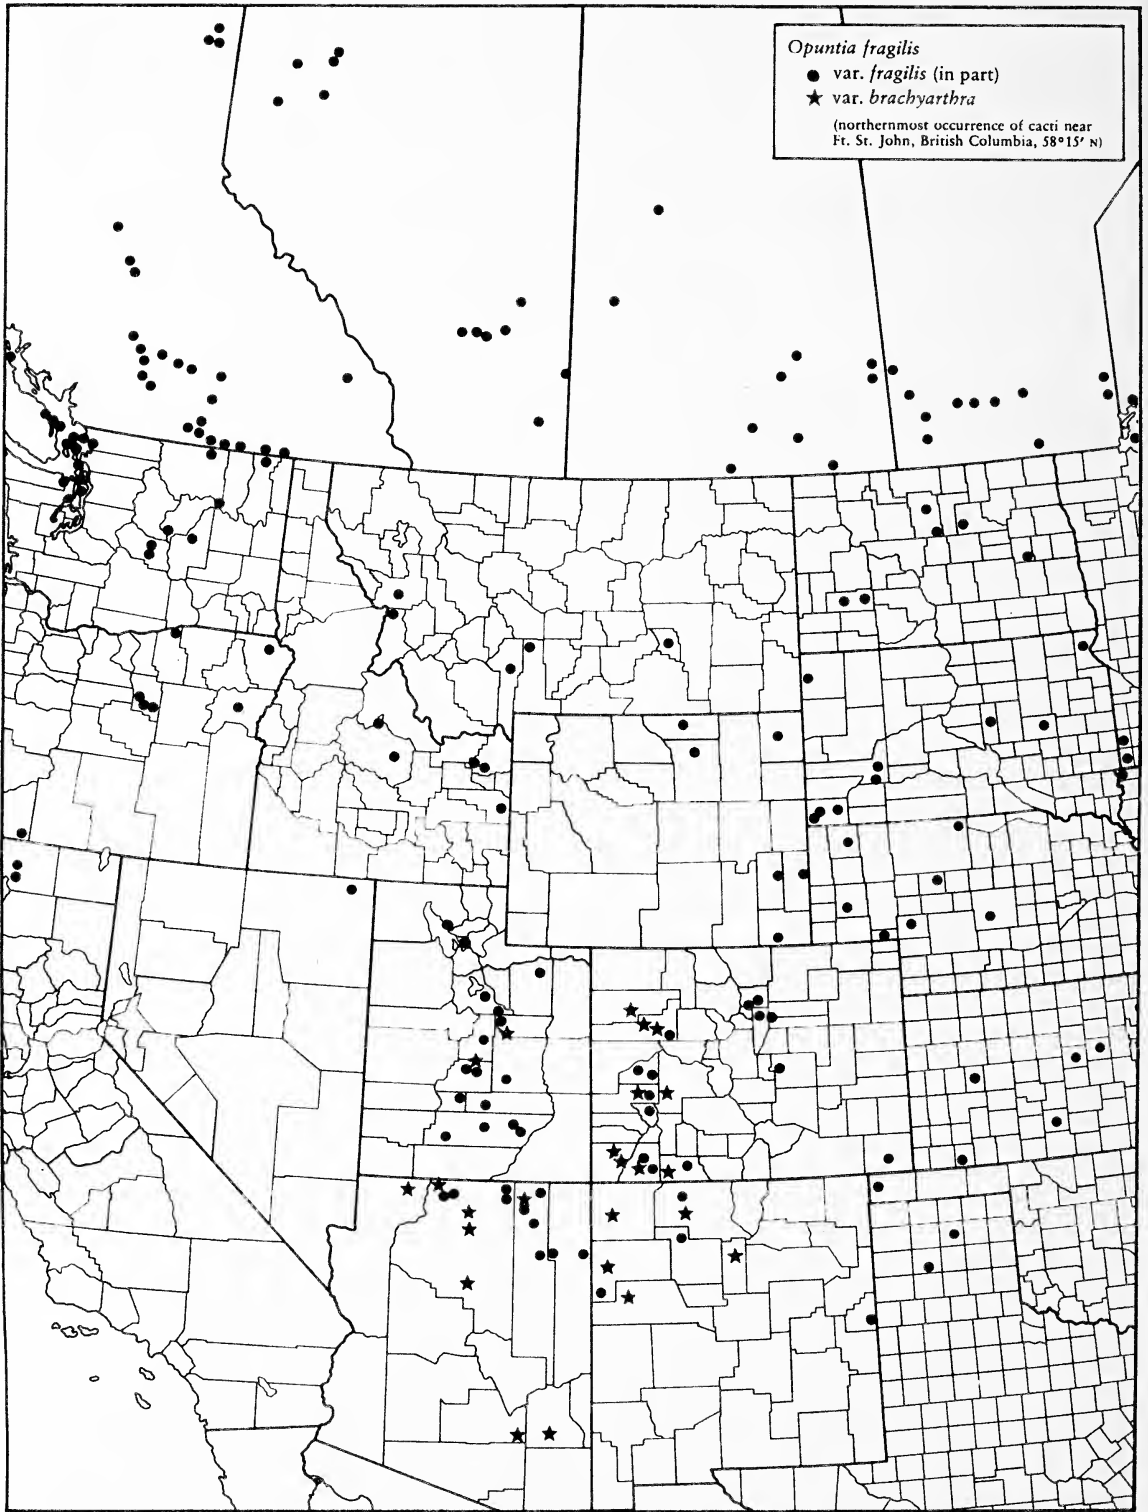 Opuntia fragilis
● var. fragilis (in part)
★ var. brachyarthra
(northernmost occurrence of cacti near
Ft. St. John, British Columbia, 58°15′ N)